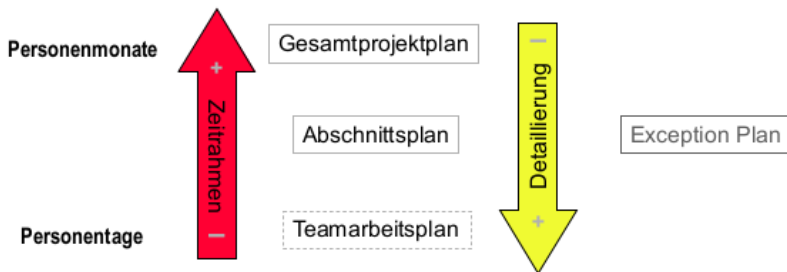 Personenmonate
Gesamtprojektplan
+
Zeitrahmen
−
−
Detaillierung
+
Abschnittsplan
Exception Plan
Personentage
Teamarbeitsplan